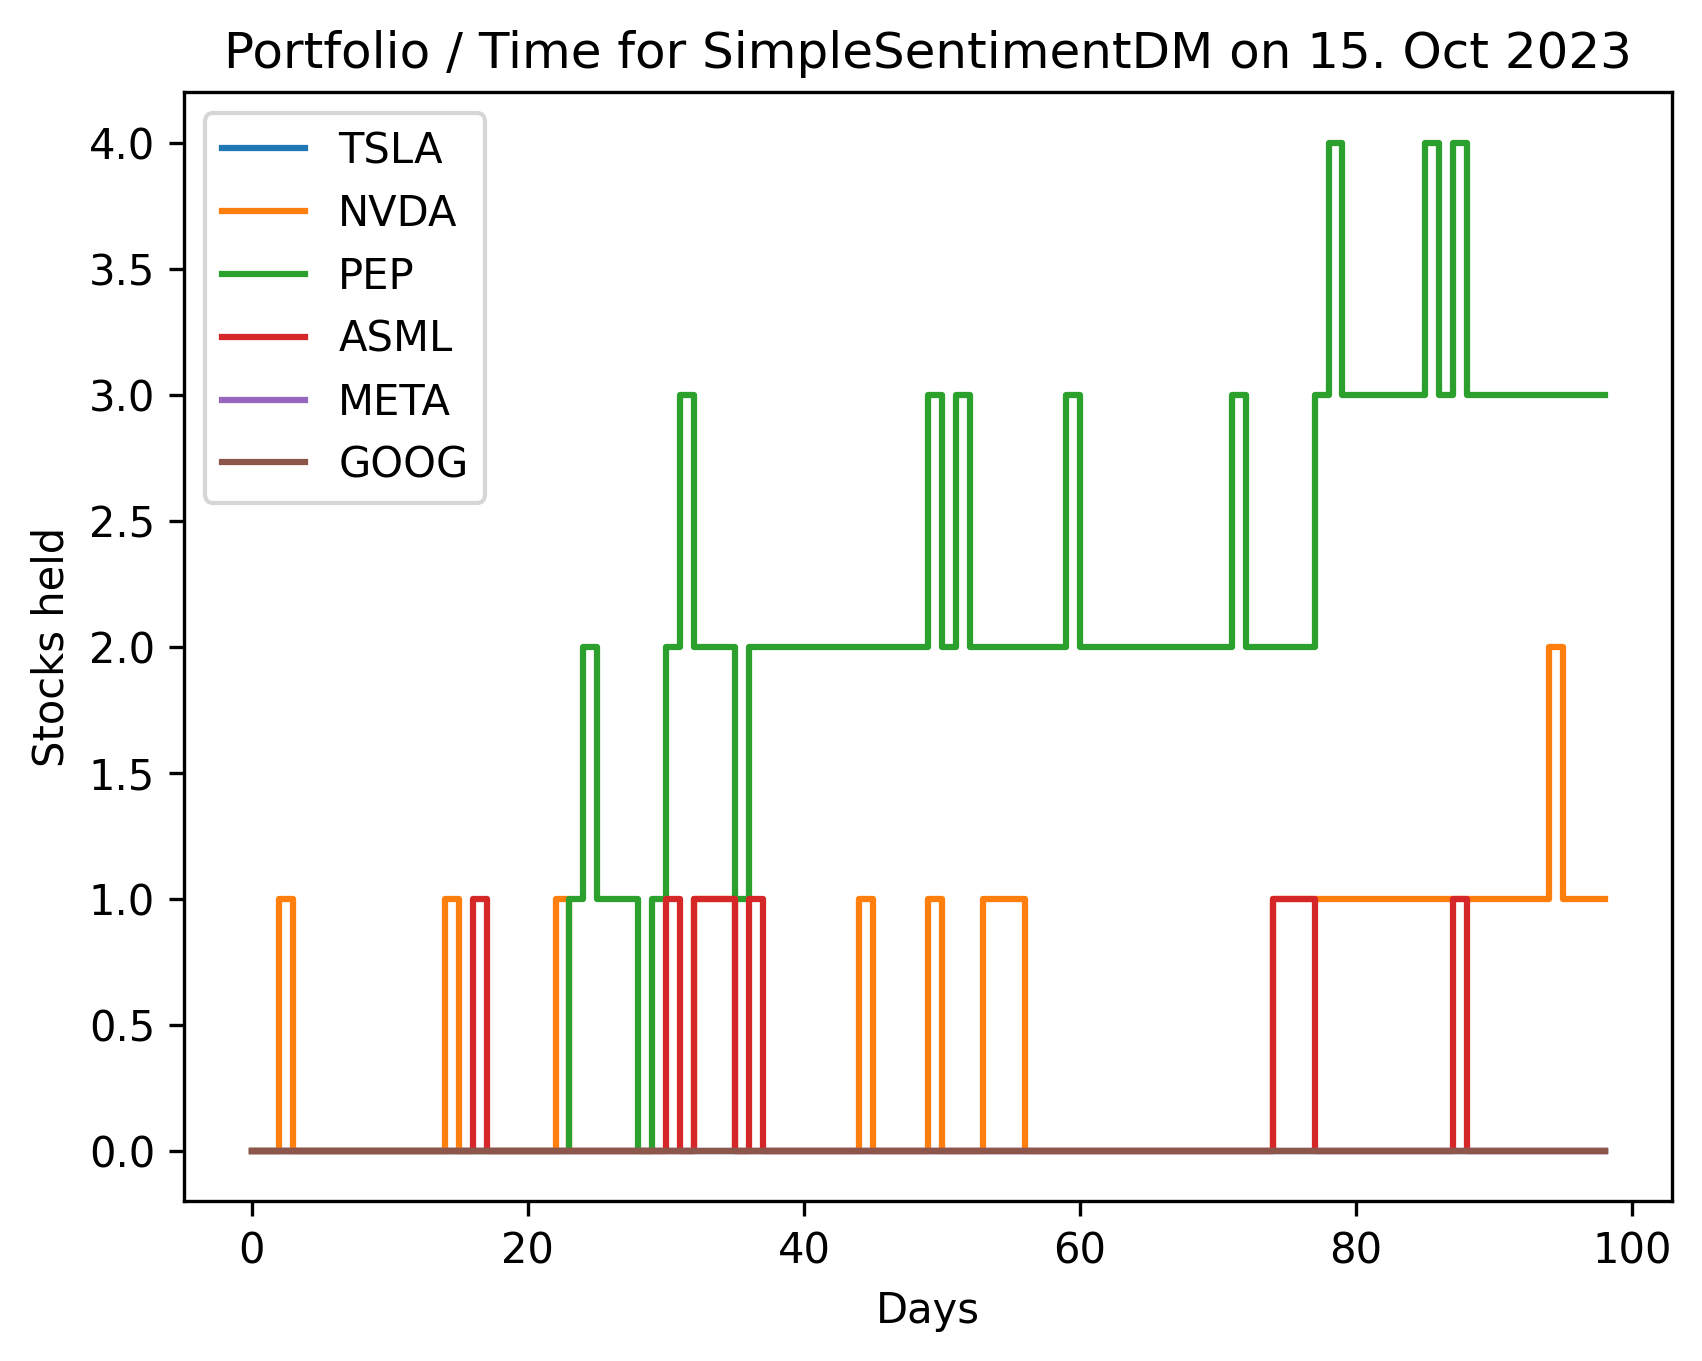 Portfolio / Time for SimpleSentimentDM on 15. Oct 2023
TSLA
NVDA
PEP
ASML
META
GOOG
4.0
3.5
3.0
2.5
2.0
1.5
1.0
0.5
0.0
Stocks held
0 20 40 60 80 100
Days